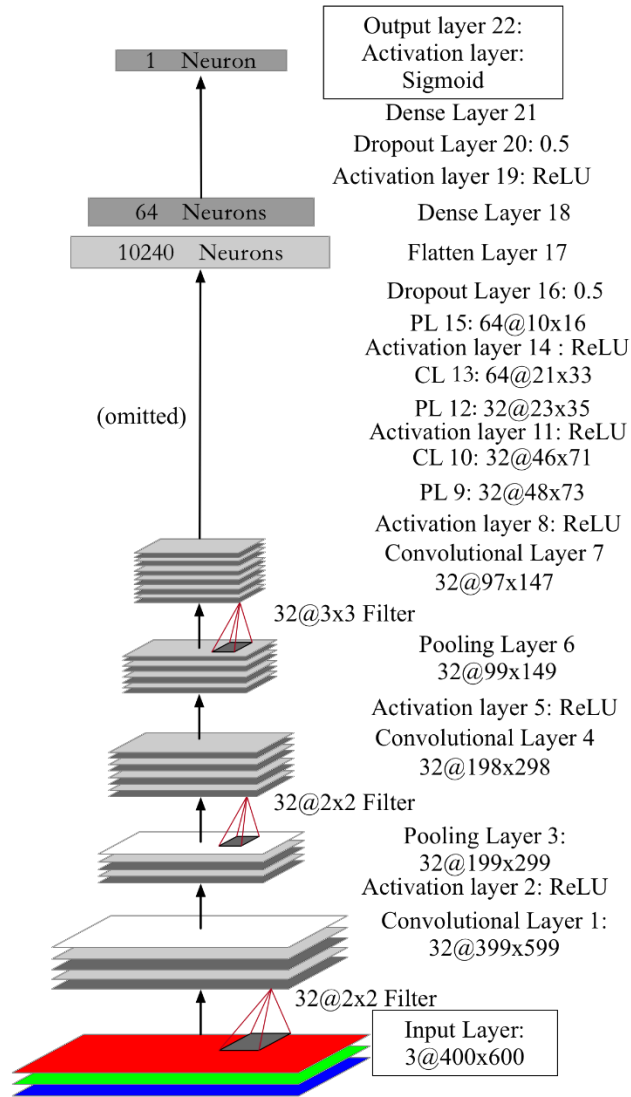 Output layer 22:
Activation layer:
Sigmoid
1 Neuron
Dense Layer 21
Dropout Layer 20: 0.5
Activation layer 19: ReLU
64 Neurons
Dense Layer 18
10240 Neurons
Flatten Layer 17
Dropout Layer 16: 0.5
PL 15: 64@10x16
Activation layer 14 : ReLU
CL 13: 64@21x33
(omitted)
PL 12: 32@23x35
Activation layer 11: ReLU
CL 10: 32@46x71
PL 9: 32@48x73
Activation layer 8: ReLU
Convolutional Layer 7
32@97x147
32@3x3 Filter
Pooling Layer 6
32@99x149
Activation layer 5: ReLU
Convolutional Layer 4
32@198x298
32@2x2 Filter
Pooling Layer 3:
32@199x299
Activation layer 2: ReLU
Convolutional Layer 1:
32@399x599
32@2x2 Filter
Input Layer:
3@400x600